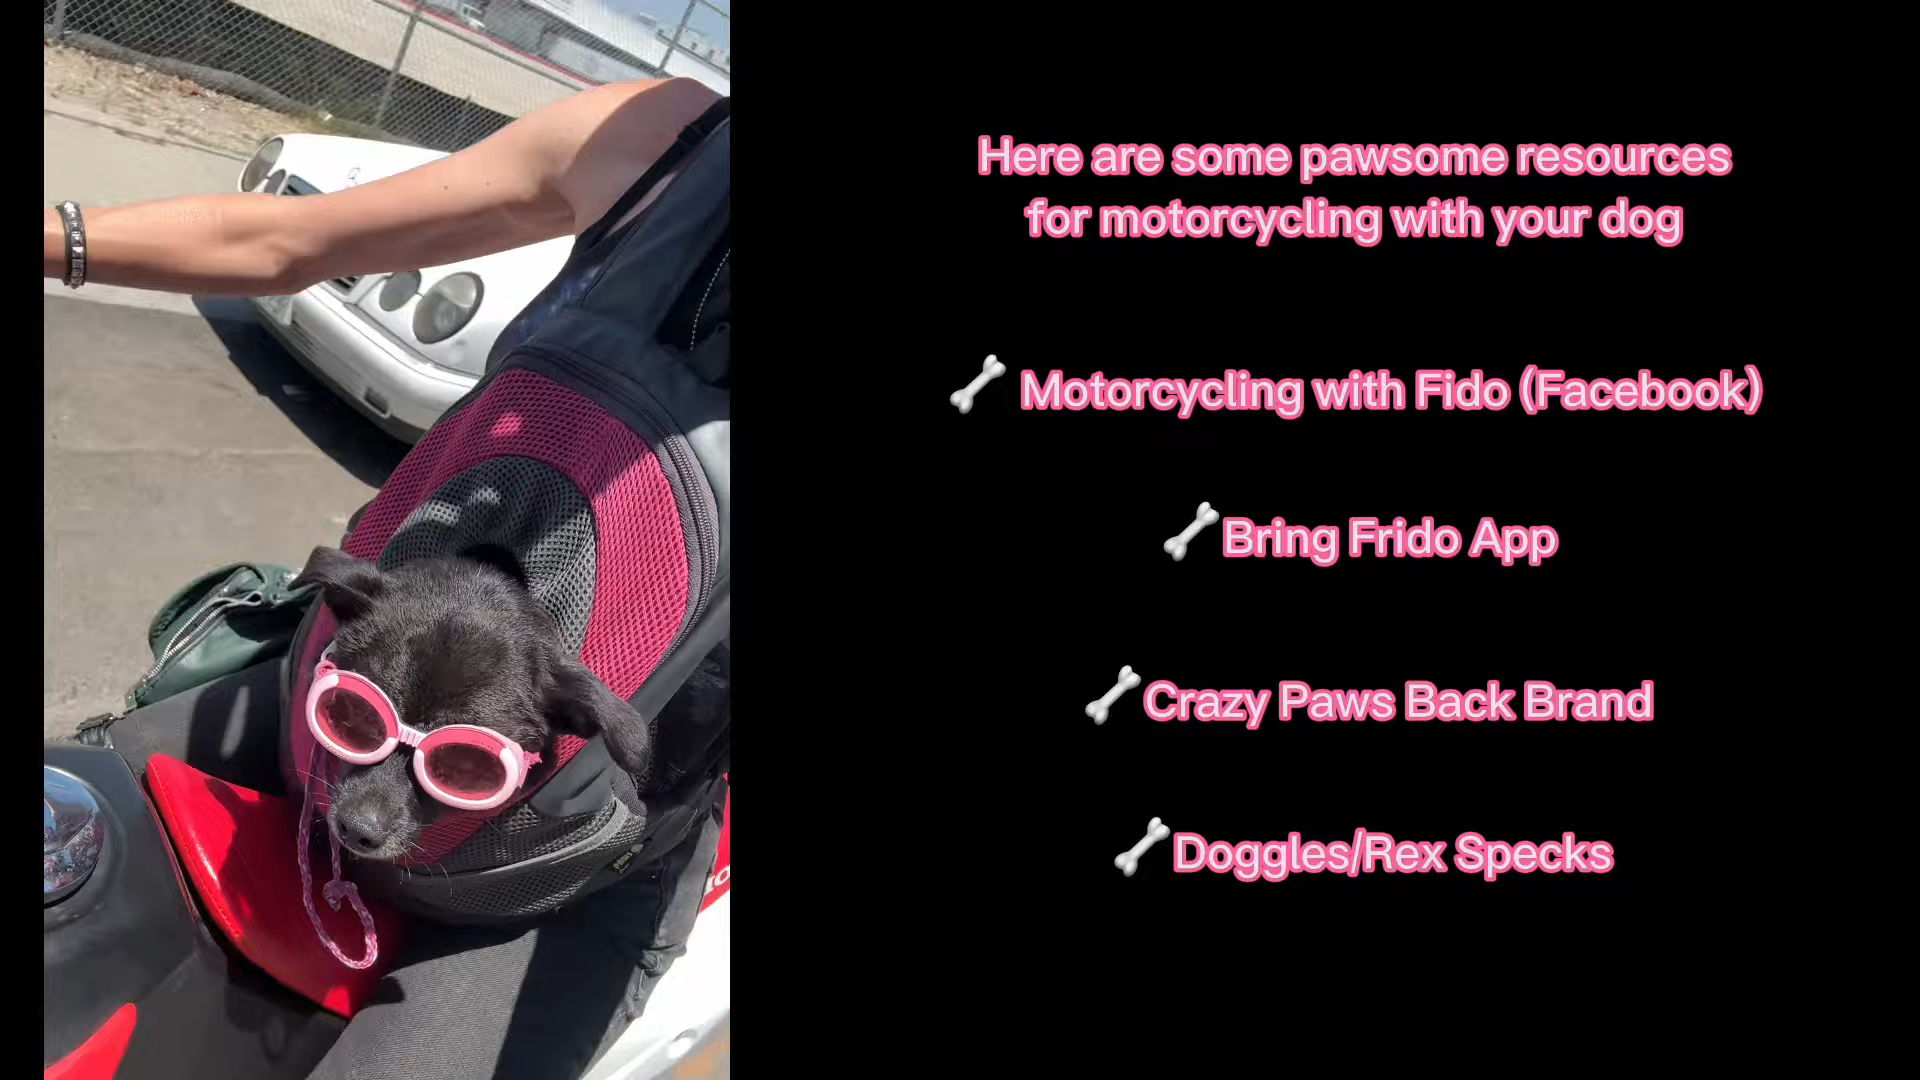 Here are some pawsome resources
for motorcycling with your dog
Motorcycling with Fido (Facebook)
Bring Frido App
Crazy Paws Back Brand
Doggles/Rex Specks